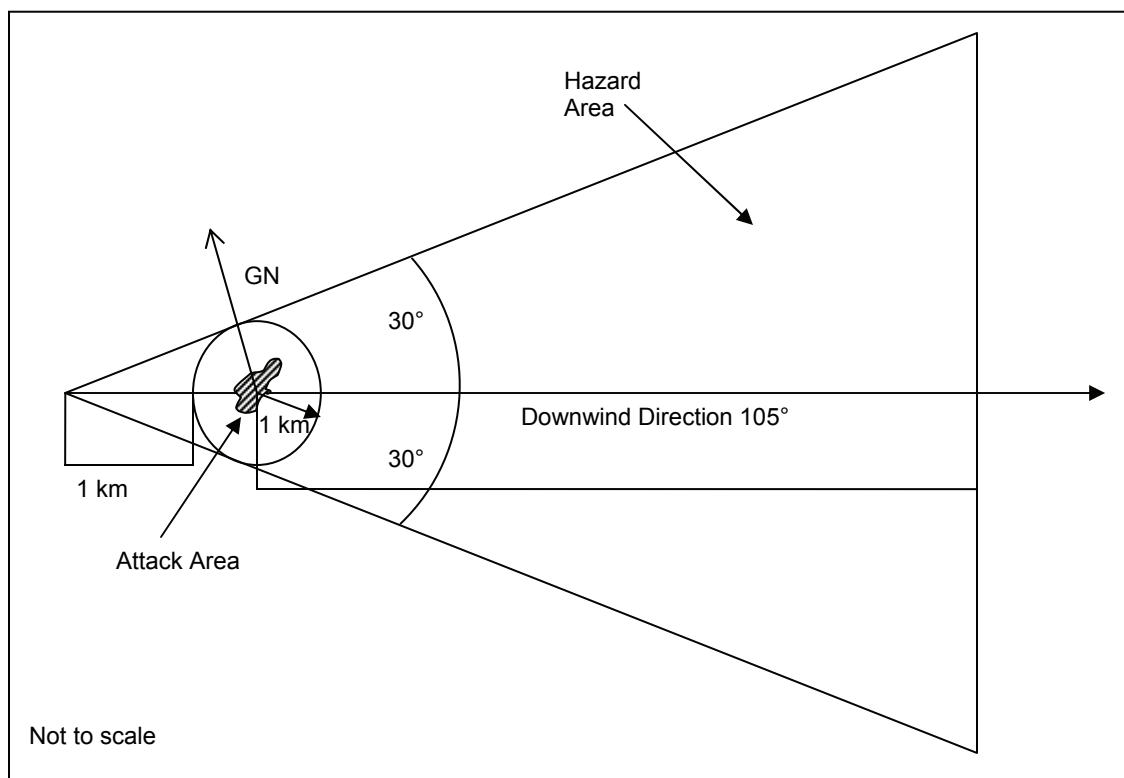 Hazard
Area
GN
30°
1 km
Downwind Direction 105°
30°
1 km
Attack Area
Not to scale